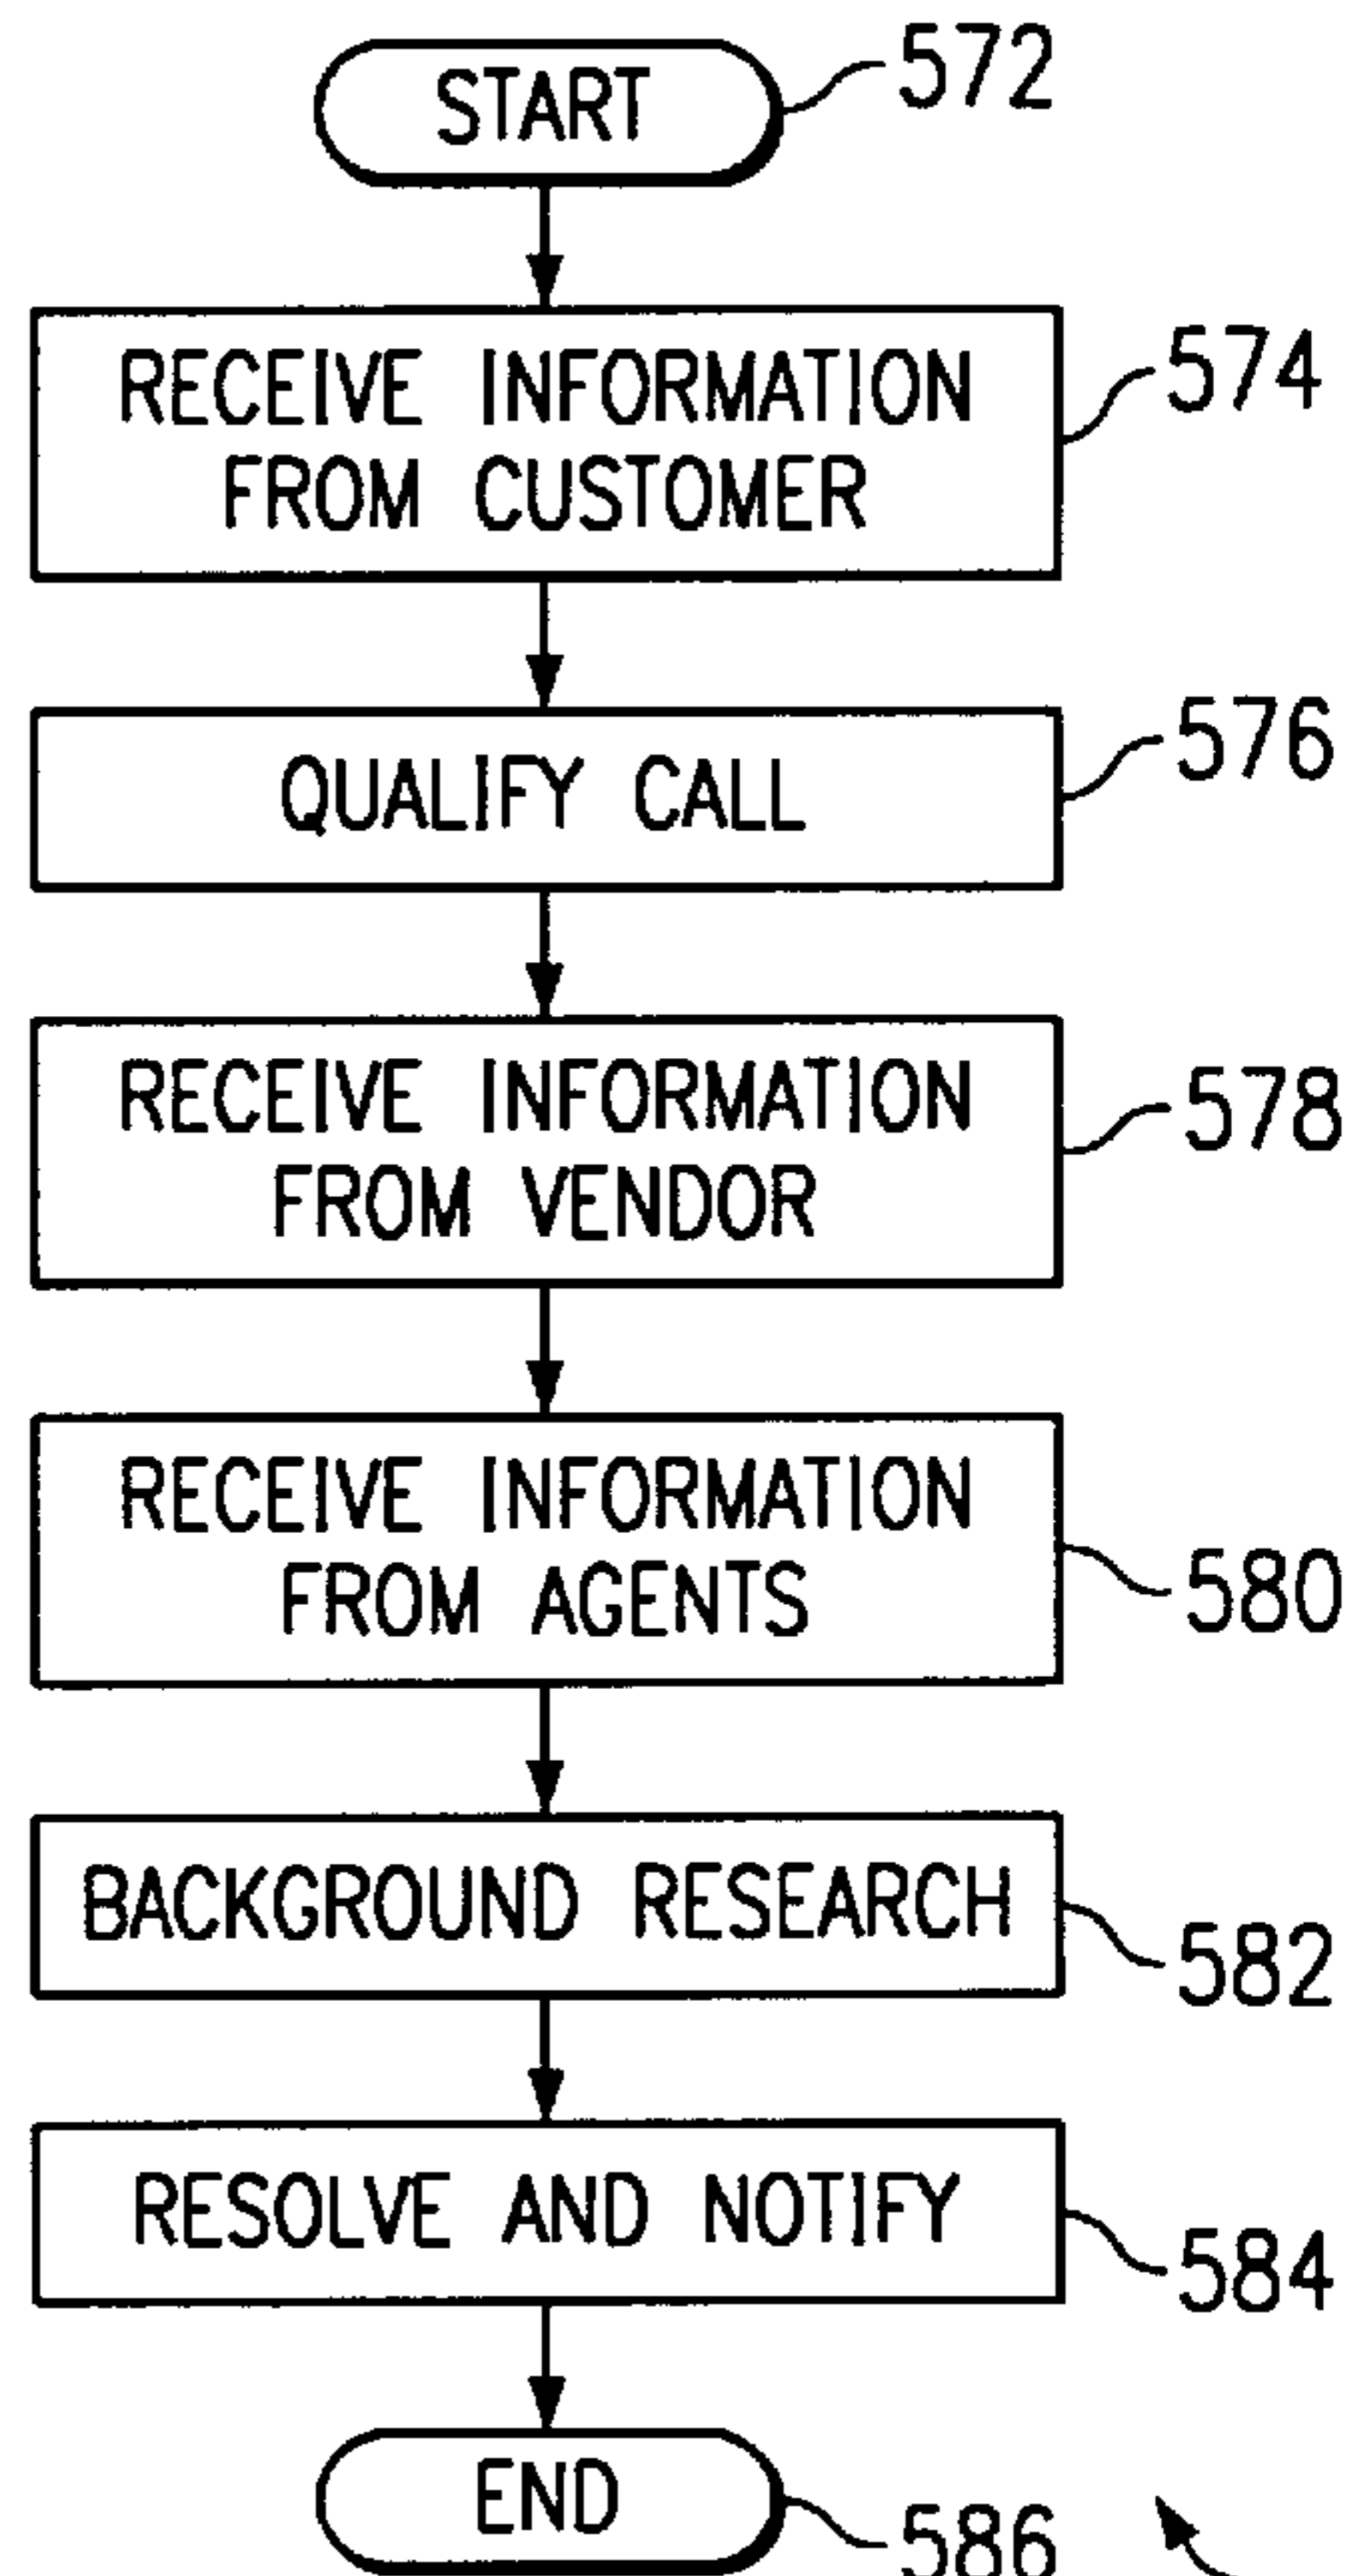 START
572
RECEIVE INFORMATION
FROM CUSTOMER
574
QUALIFY CALL
576
RECEIVE INFORMATION
FROM VENDOR
578
RECEIVE INFORMATION
FROM AGENTS
580
BACKGROUND RESEARCH
582
RESOLVE AND NOTIFY
584
END
586